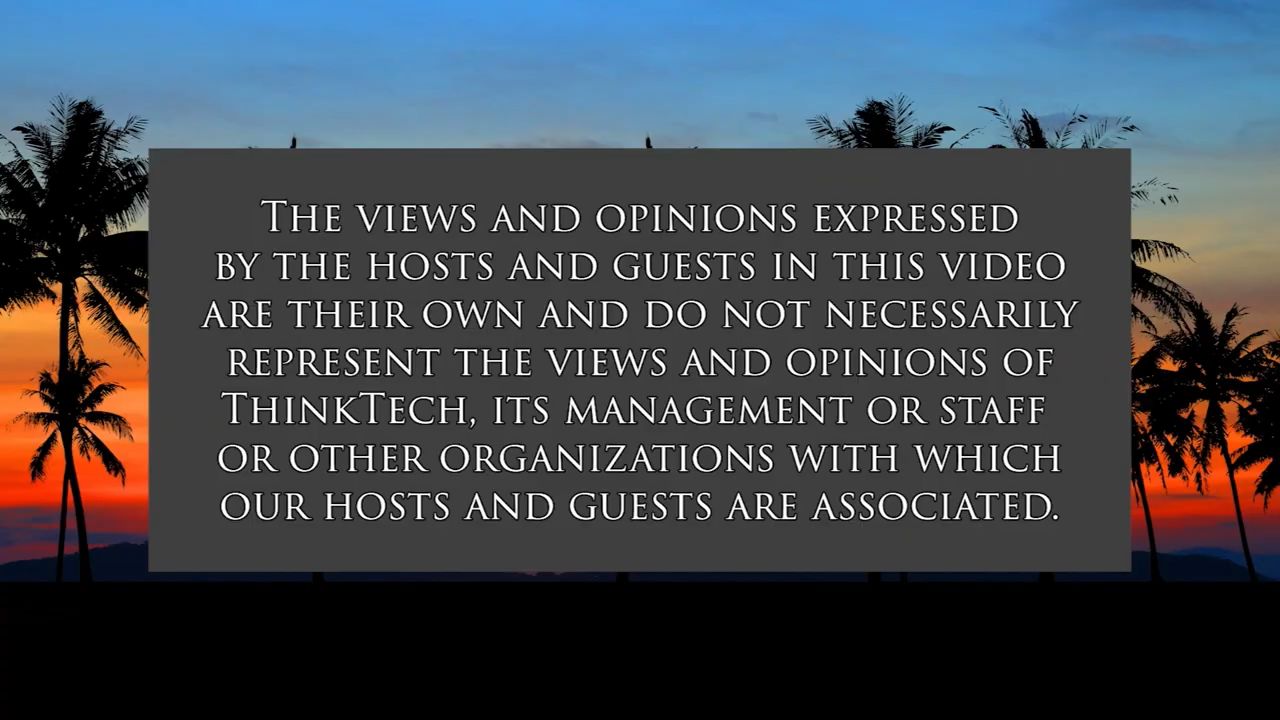 The views and opinions expressed
by the hosts and guests in this video
are their own and do not necessarily
represent the views and opinions of
ThinkTech, its management or staff
or other organizations with which
our hosts and guests are associated.